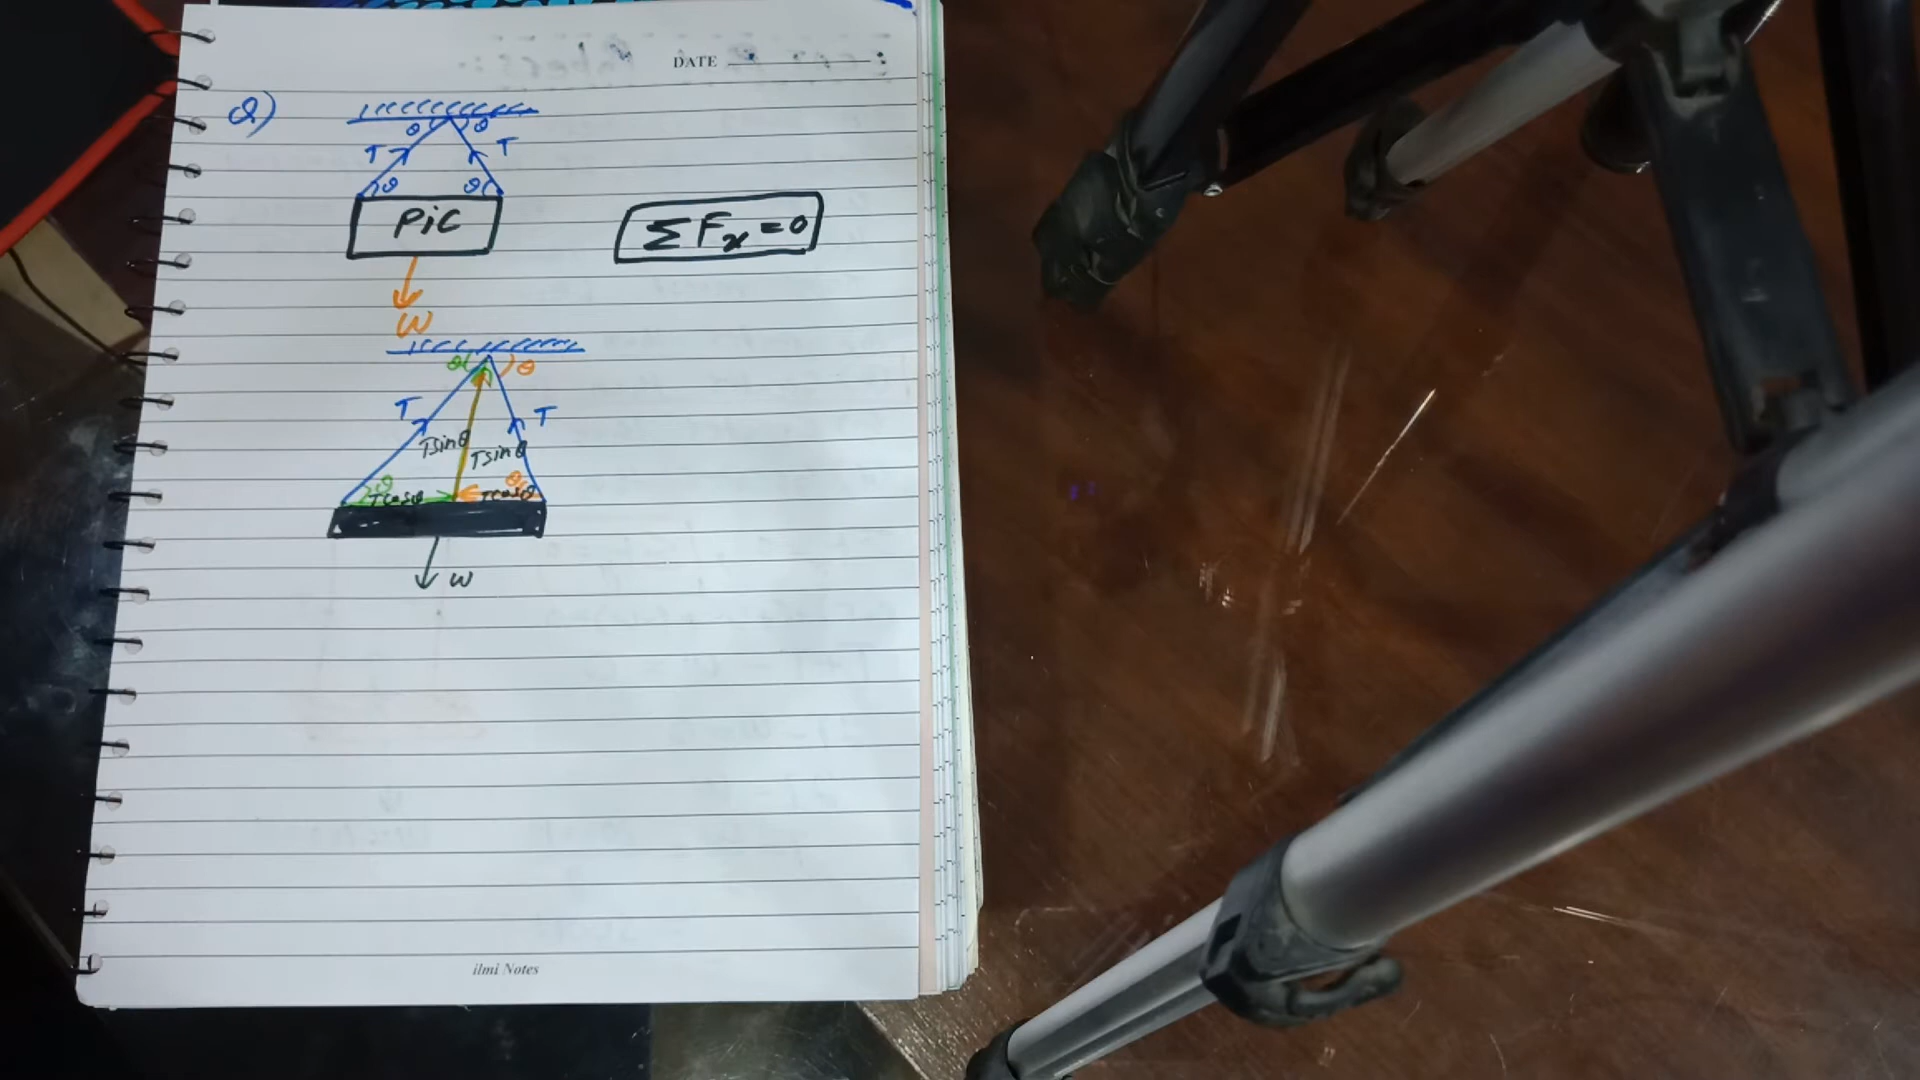 DATE
Q)
θ θ
T T
θ θ
PiC
ΣFx=0
W
θ θ
T T
Tsinθ Tsinθ
θ θ
Tcosθ Tcosθ
W
ilmi Notes